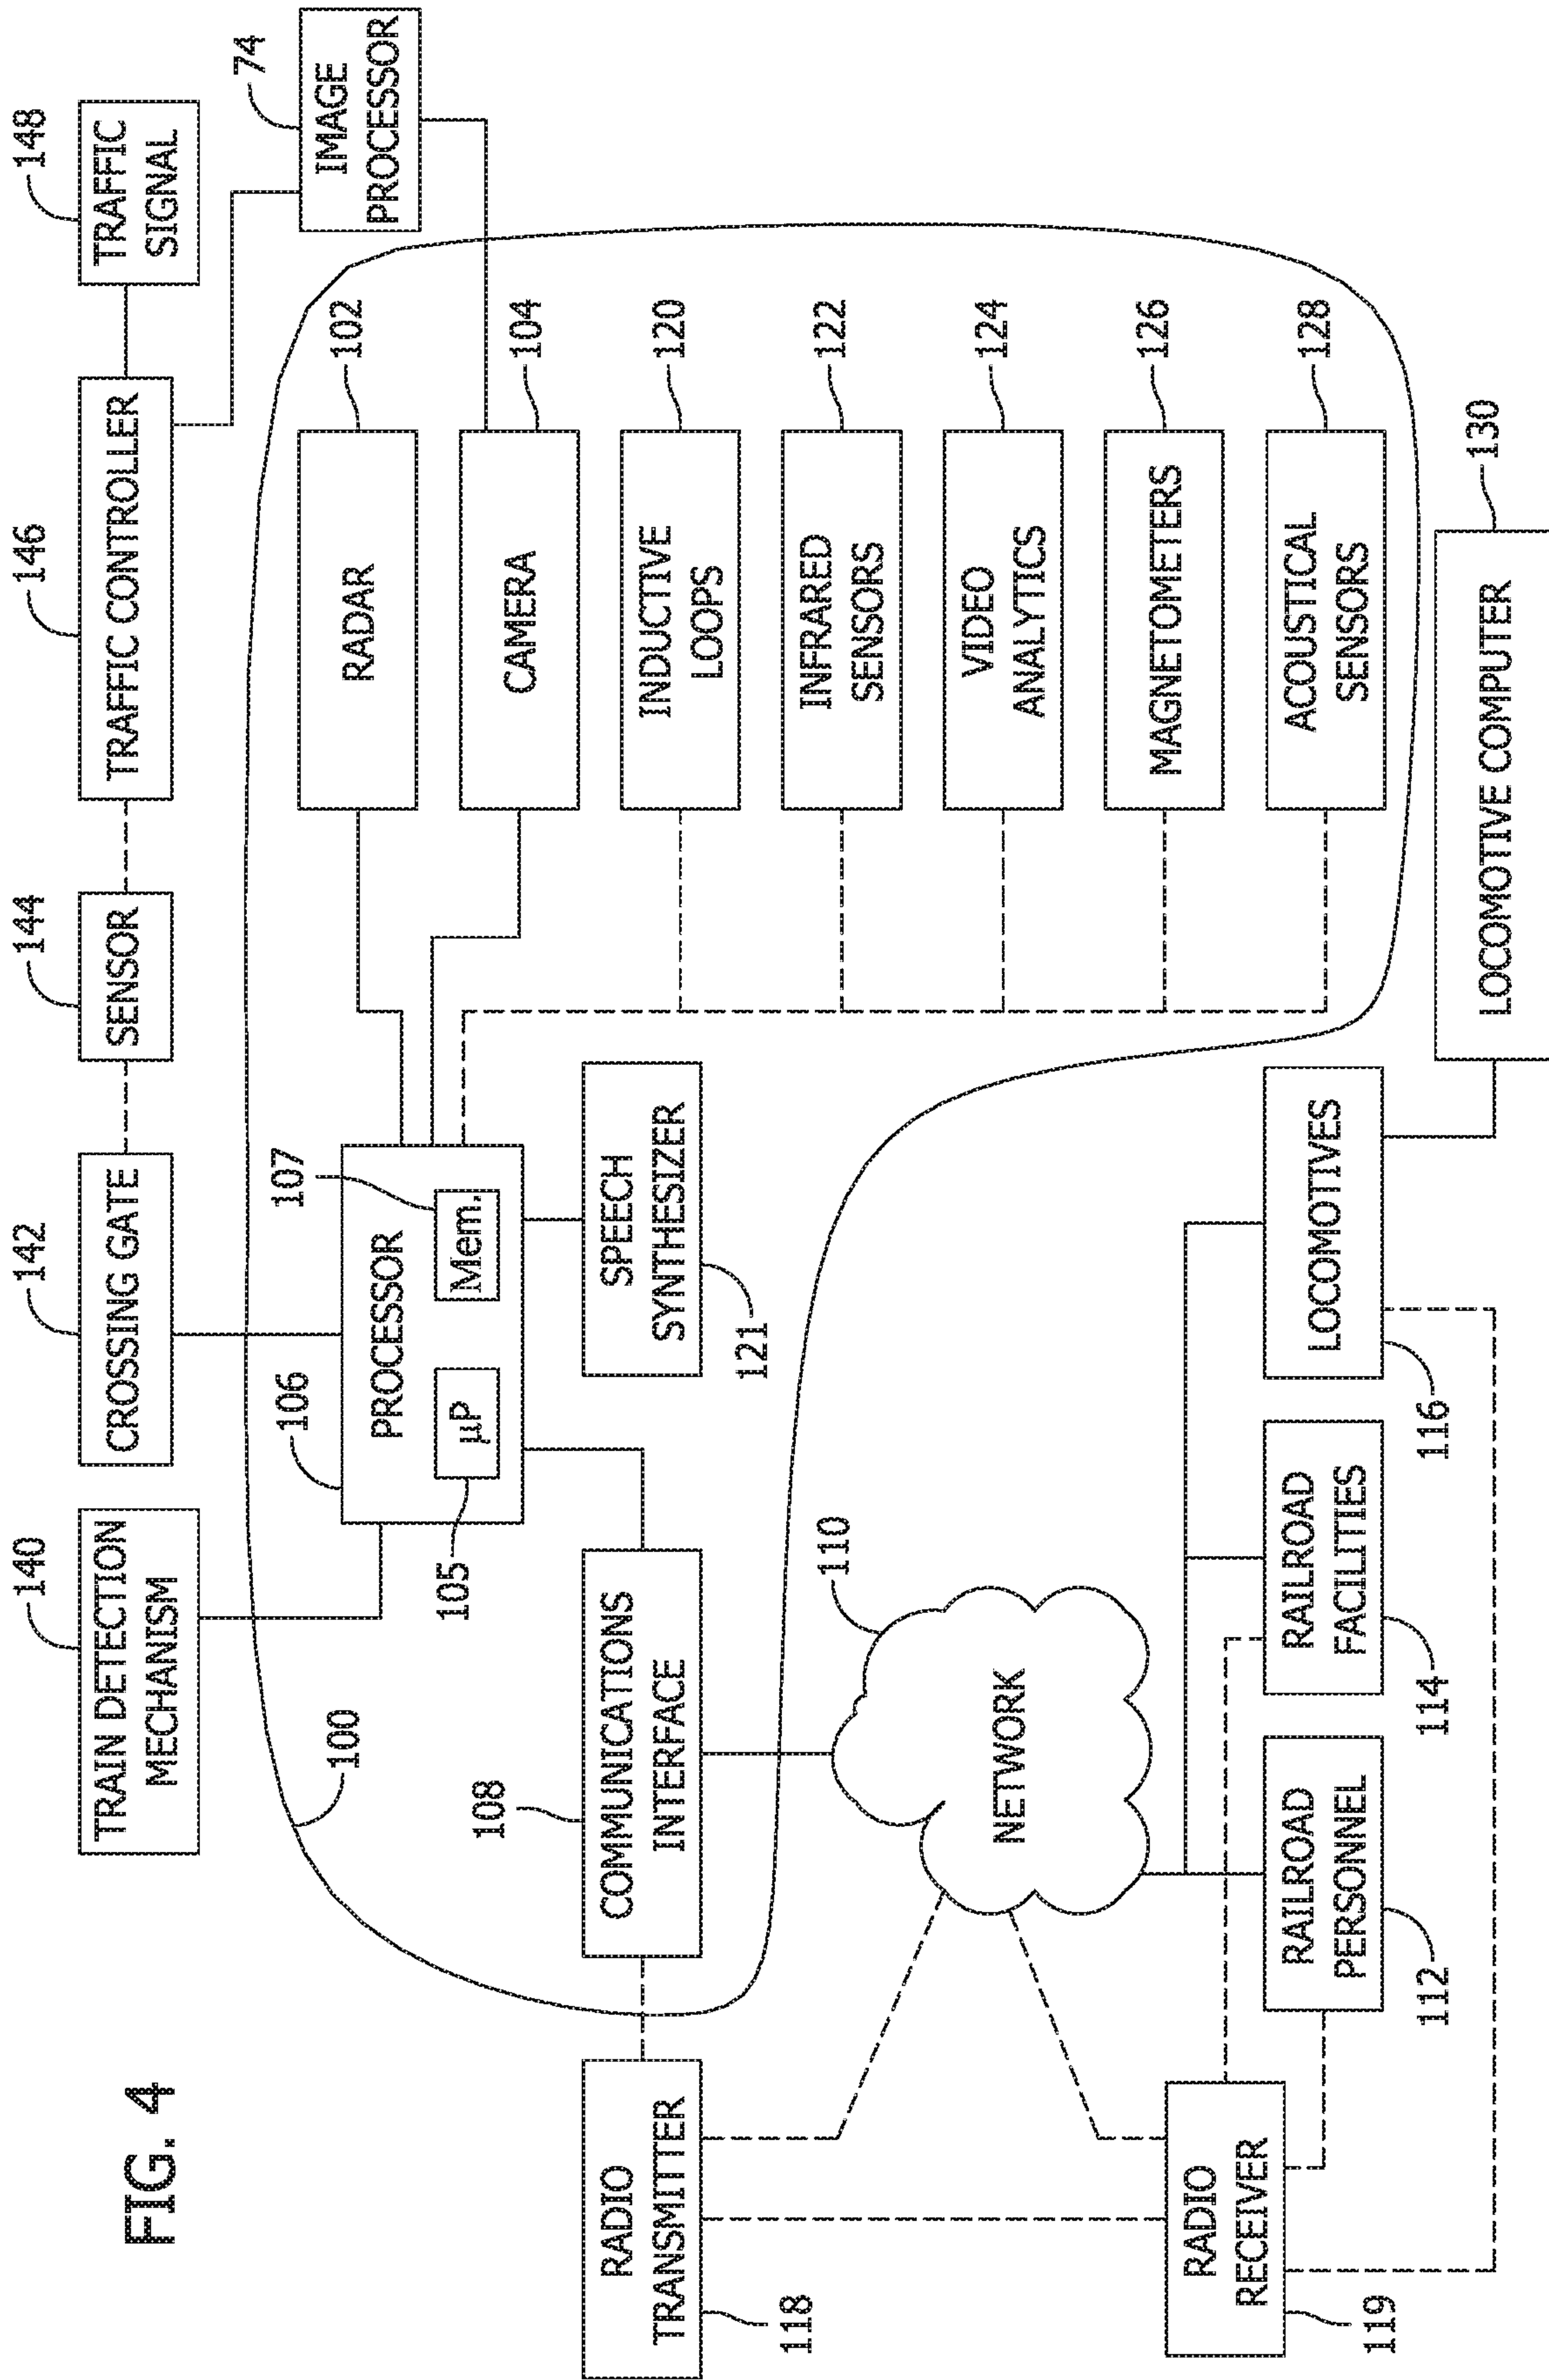 FIG. 4
140
TRAIN DETECTION
MECHANISM
142
CROSSING GATE
144
SENSOR
146
TRAFFIC CONTROLLER
148
TRAFFIC
SIGNAL
74
IMAGE
PROCESSOR
100
106
PROCESSOR
105
μP
107
Mem.
102
RADAR
104
CAMERA
120
INDUCTIVE
LOOPS
122
INFRARED
SENSORS
124
VIDEO
ANALYTICS
126
MAGNETOMETERS
128
ACOUSTICAL
SENSORS
108
COMMUNICATIONS
INTERFACE
SPEECH
SYNTHESIZER
121
RADIO
TRANSMITTER
118
110
NETWORK
RADIO
RECEIVER
119
RAILROAD
PERSONNEL
112
RAILROAD
FACILITIES
114
LOCOMOTIVES
116
130
LOCOMOTIVE COMPUTER